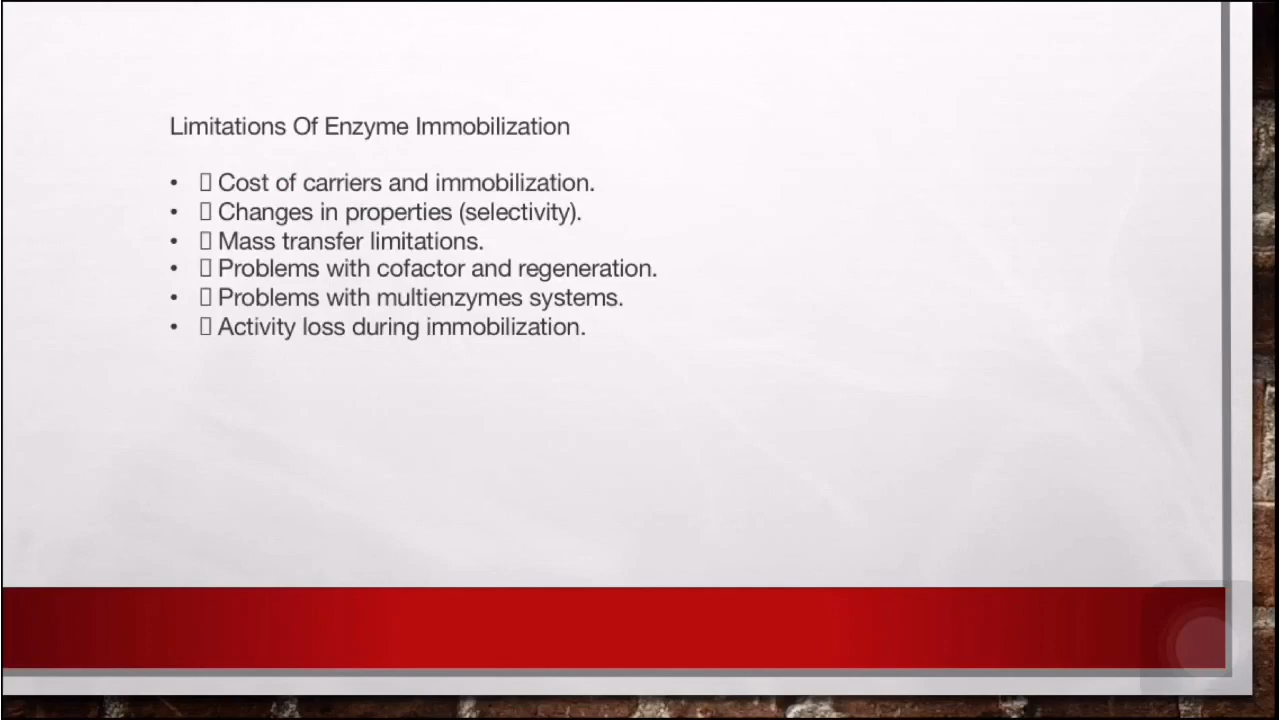 Limitations Of Enzyme Immobilization
• ▯ Cost of carriers and immobilization.
• ▯ Changes in properties (selectivity).
• ▯ Mass transfer limitations.
• ▯ Problems with cofactor and regeneration.
• ▯ Problems with multienzymes systems.
• ▯ Activity loss during immobilization.